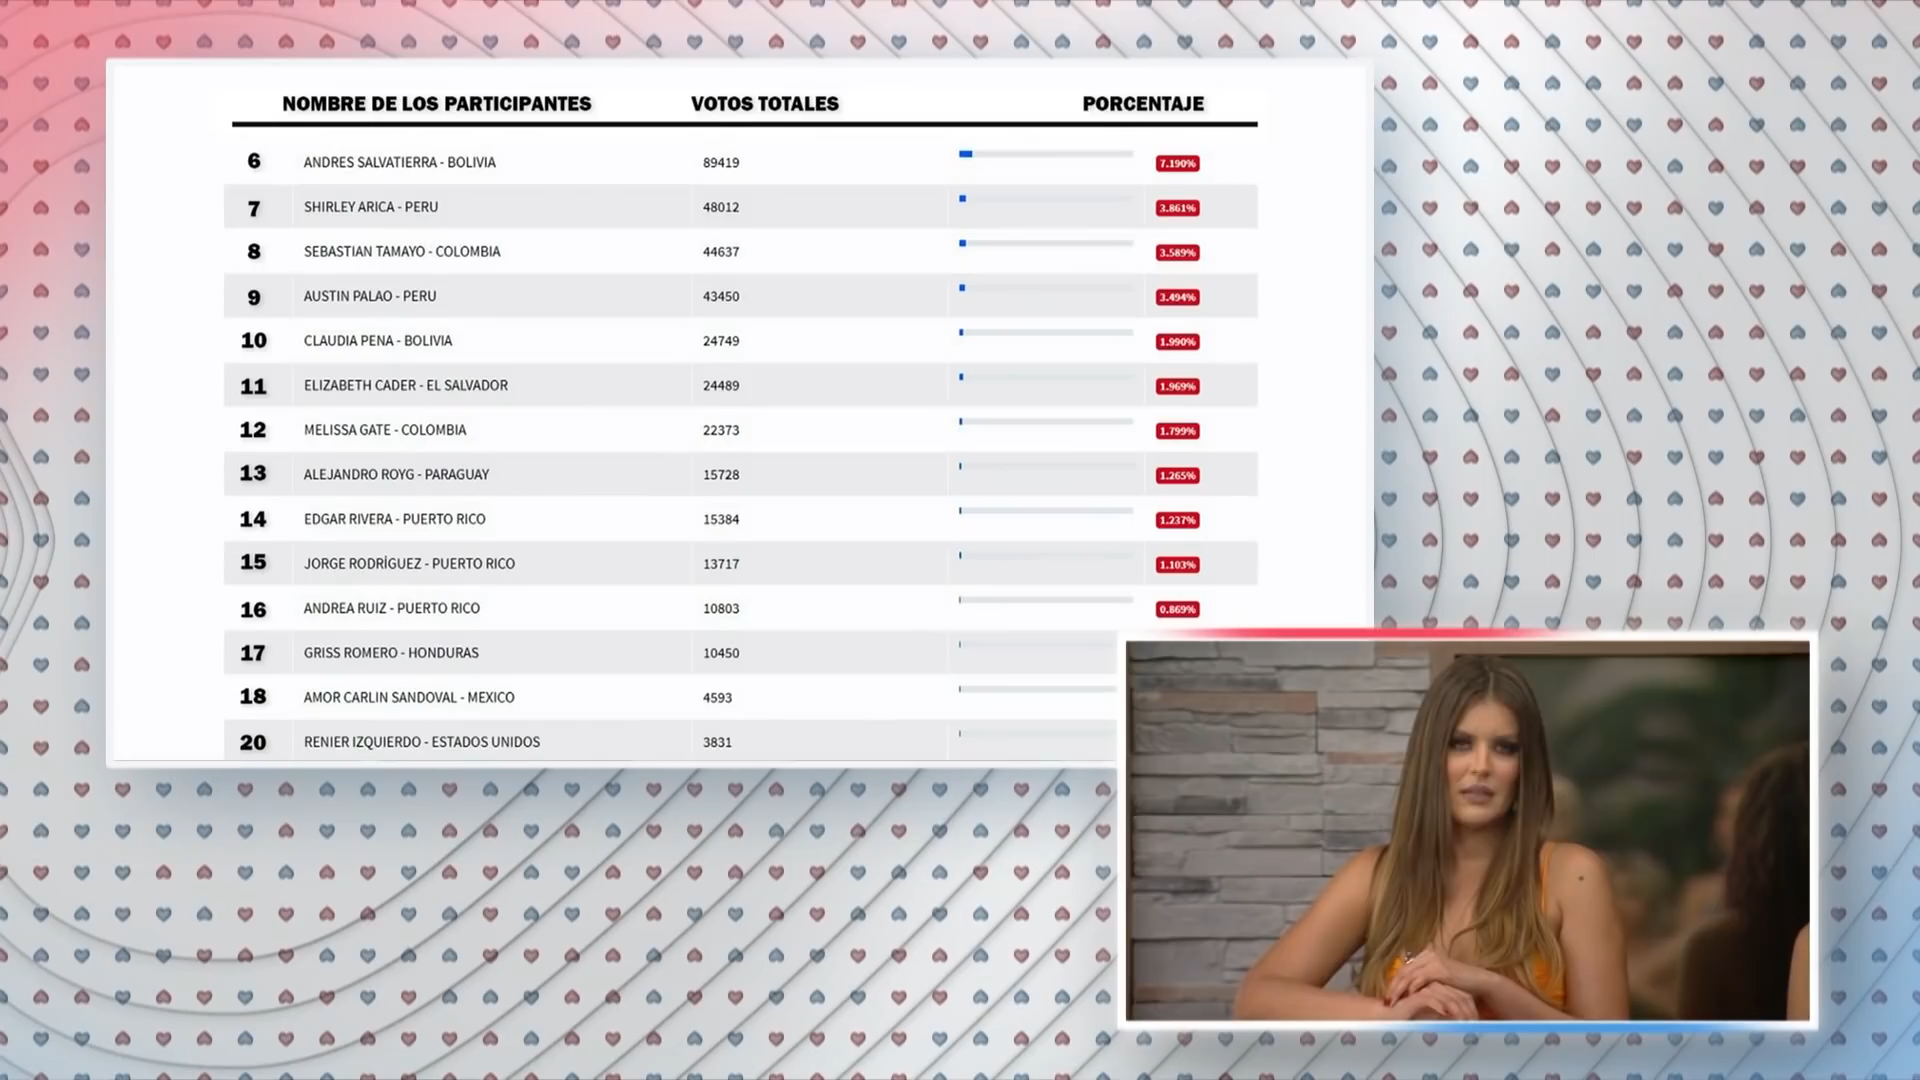 NOMBRE DE LOS PARTICIPANTES VOTOS TOTALES PORCENTAJE
6 ANDRES SALVATIERRA - BOLIVIA 89419 7.190%
7 SHIRLEY ARICA - PERU 48012 3.861%
8 SEBASTIAN TAMAYO - COLOMBIA 44637 3.589%
9 AUSTIN PALAO - PERU 43450 3.494%
10 CLAUDIA PENA - BOLIVIA 24749 1.990%
11 ELIZABETH CADER - EL SALVADOR 24489 1.969%
12 MELISSA GATE - COLOMBIA 22373 1.799%
13 ALEJANDRO ROYG - PARAGUAY 15728 1.265%
14 EDGAR RIVERA - PUERTO RICO 15384 1.237%
15 JORGE RODRÍGUEZ - PUERTO RICO 13717 1.103%
16 ANDREA RUIZ - PUERTO RICO 10803 0.869%
17 GRISS ROMERO - HONDURAS 10450
18 AMOR CARLIN SANDOVAL - MEXICO 4593
20 RENIER IZQUIERDO - ESTADOS UNIDOS 3831